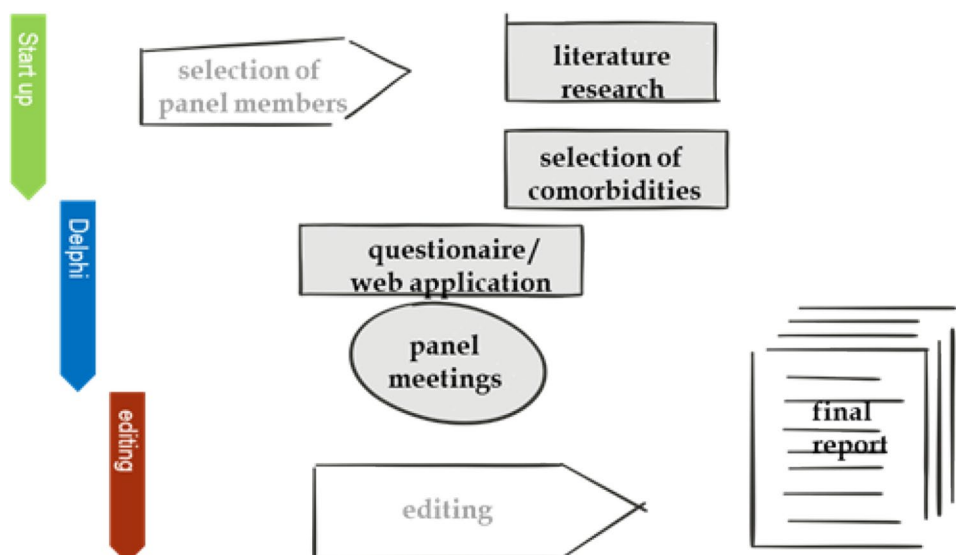 Start up
selection of
panel members
literature
research
selection of
comorbidities
Delphi
questionaire/
web application
panel
meetings
final
report
editing
editing